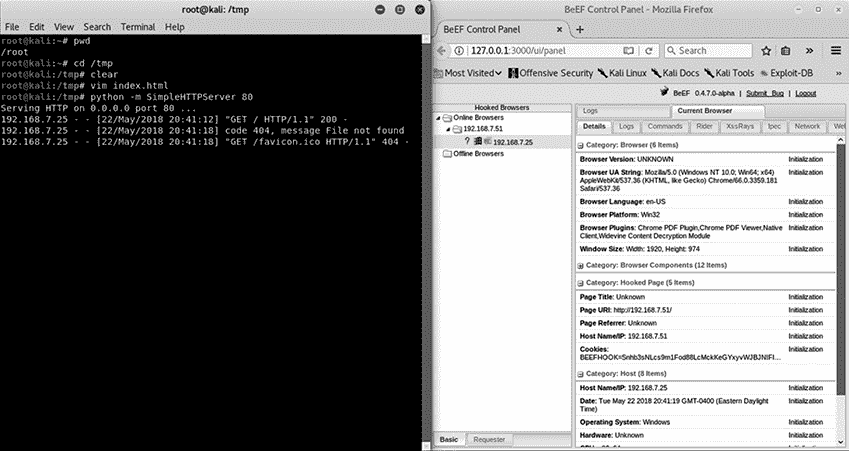 root@kali: /tmp
File Edit View Search Terminal Help
root@kali:~# pwd
/root
root@kali:~# cd /tmp
root@kali:/tmp# clear
root@kali:/tmp# vim index.html
root@kali:/tmp# python -m SimpleHTTPServer 80
Serving HTTP on 0.0.0.0 port 80 ...
192.168.7.25 - - [22/May/2018 20:41:12] "GET / HTTP/1.1" 200 -
192.168.7.25 - - [22/May/2018 20:41:18] code 404, message File not found
192.168.7.25 - - [22/May/2018 20:41:18] "GET /favicon.ico HTTP/1.1" 404 -
BeEF Control Panel - Mozilla Firefox
BeEF Control Panel
127.0.0.1:3000/ui/panel
Search
Most Visited
Offensive Security
Kali Linux
Kali Docs
Kali Tools
Exploit-DB
BeEF 0.4.7.0-alpha | Submit Bug | Logout
Hooked Browsers
Online Browsers
192.168.7.51
? 192.168.7.25
Offline Browsers
Basic
Requester
Logs
Current Browser
Details
Logs
Commands
Rider
XssRays
Ipec
Network
Category: Browser (6 Items)
Browser Version: UNKNOWN Initialization
Browser UA String: Mozilla/5.0 (Windows NT 10.0; Win64; x64) Initialization
AppleWebKit/537.36 (KHTML, like Gecko) Chrome/66.0.3359.181
Safari/537.36
Browser Language: en-US Initialization
Browser Platform: Win32 Initialization
Browser Plugins: Chrome PDF Plugin,Chrome PDF Viewer,Native Initialization
Client,Widevine Content Decryption Module
Window Size: Width: 1920, Height: 974 Initialization
Category: Browser Components (12 Items)
Category: Hooked Page (5 Items)
Page Title: Unknown Initialization
Page URI: http://192.168.7.51/ Initialization
Page Referrer: Unknown Initialization
Host Name/IP: 192.168.7.51 Initialization
Cookies: Initialization
Category: Host (8 Items)
Host Name/IP: 192.168.7.25 Initialization
Date: Tue May 22 2018 20:41:19 GMT-0400 (Eastern Daylight Initialization
Time)
Operating System: Windows Initialization
Hardware: Unknown Initialization